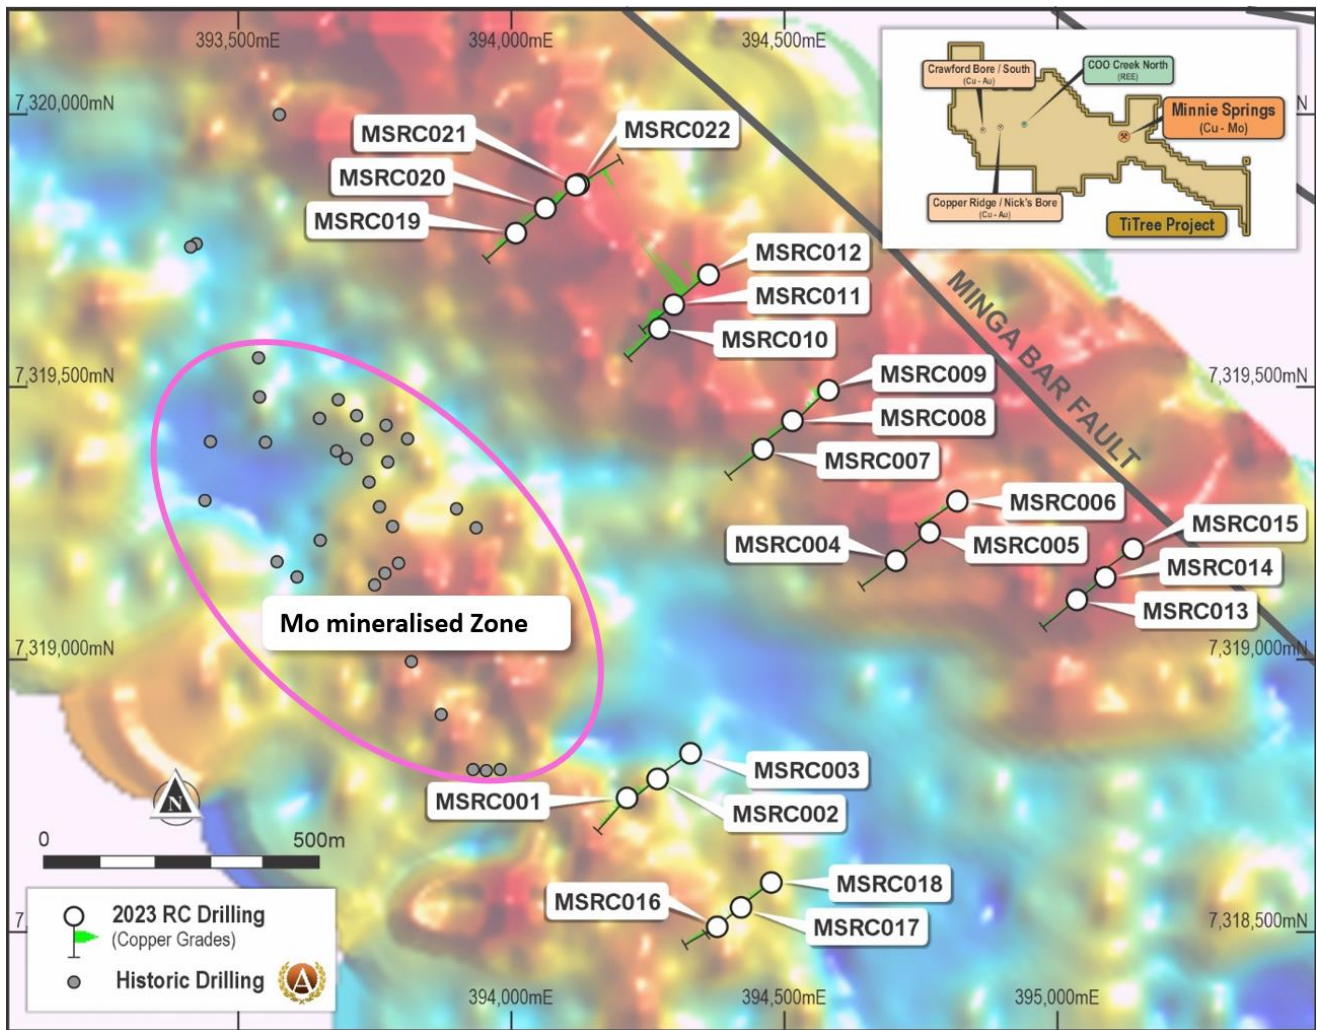 393,500mE
394,000mE
394,500mE
7,320,000mN
N
Crawford Bore / South
(Cu - Au)
COO Creek North
(REE)
Minnie Springs
(Cu - Mo)
Copper Ridge / Nick's Bore
(Cu - Au)
TiTree Project
MSRC021
MSRC022
MSRC020
MSRC019
MSRC012
MSRC011
MSRC010
MINGA BAR FAULT
7,319,500mN
7,319,500mN
MSRC009
MSRC008
MSRC007
MSRC006
MSRC005
MSRC004
MSRC015
MSRC014
MSRC013
Mo mineralised Zone
7,319,000mN
7,319,000mN
MSRC003
MSRC001
MSRC002
N
0
500m
MSRC018
MSRC016
MSRC017
7,
7,318,500mN
2023 RC Drilling
(Copper Grades)
Historic Drilling
A
394,000mE
394,500mE
395,000mE